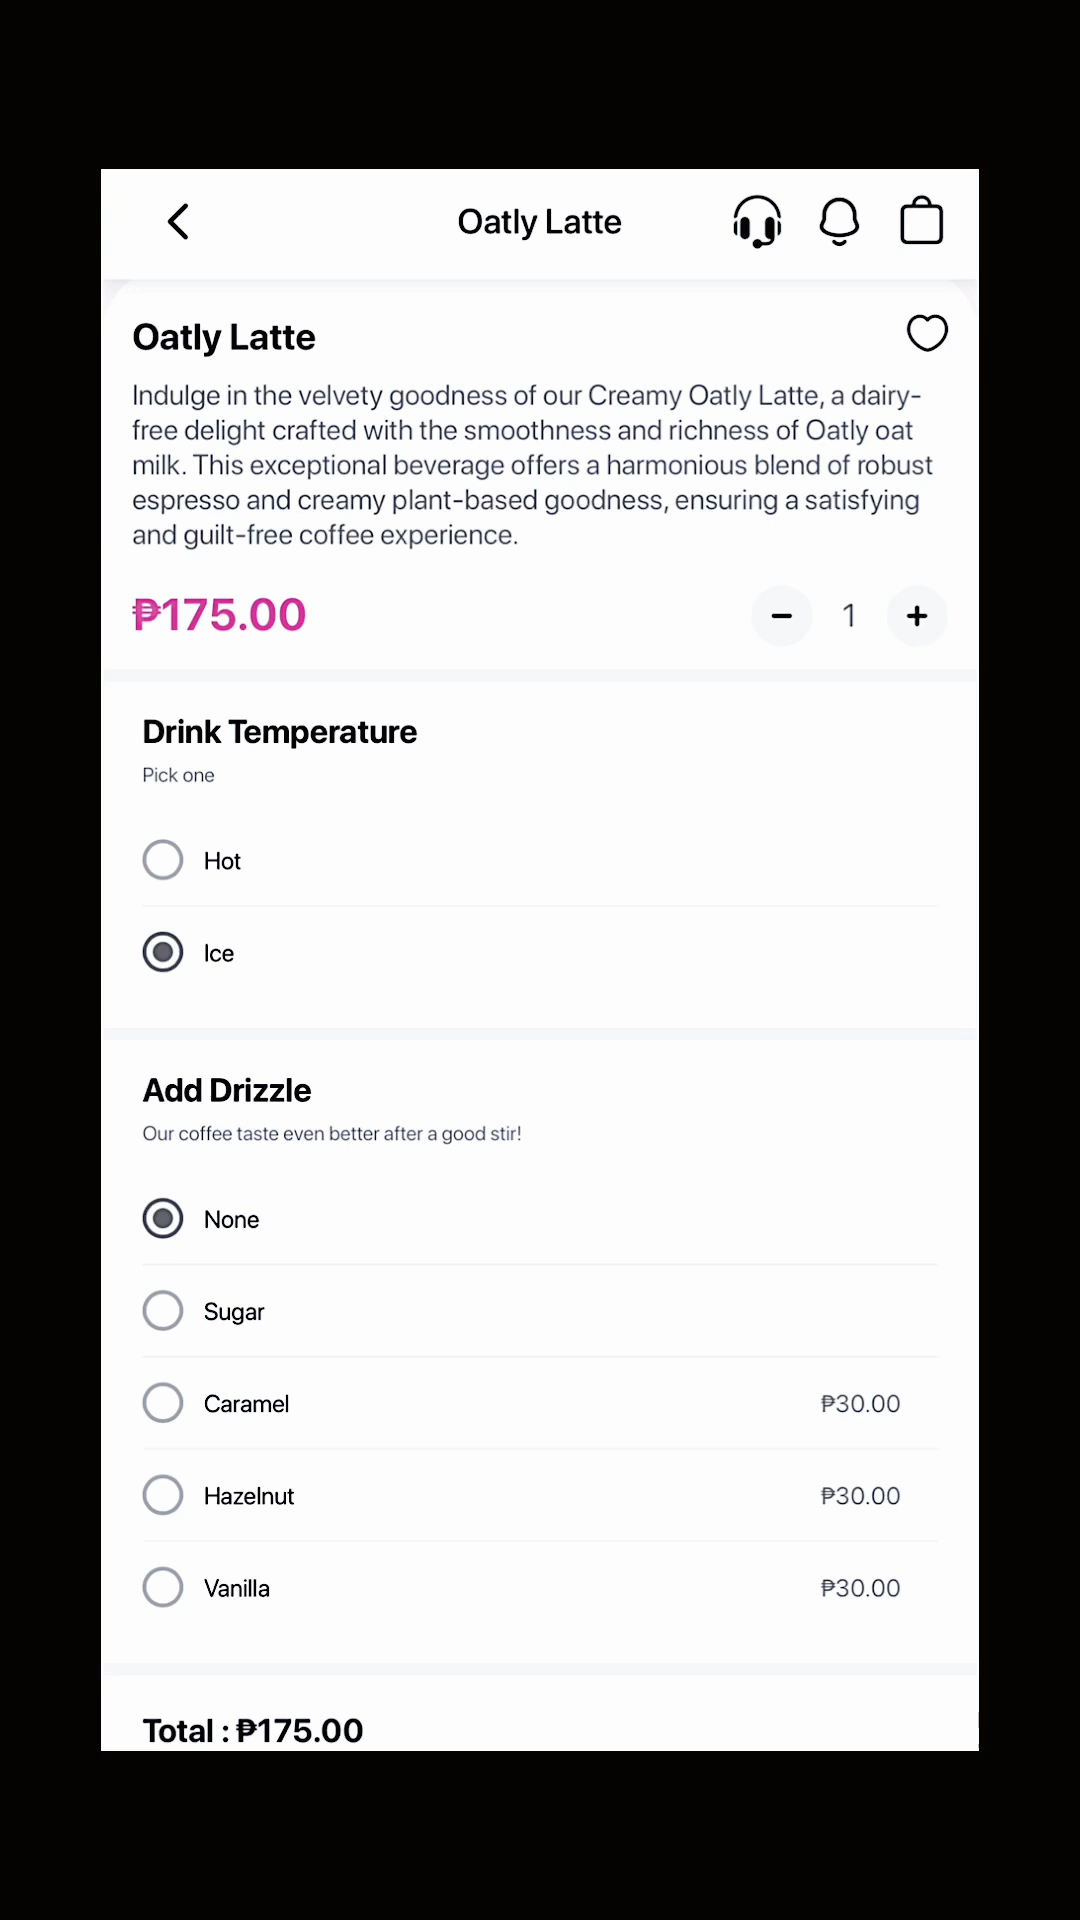 Oatly Latte
Oatly Latte
Indulge in the velvety goodness of our Creamy Oatly Latte, a dairy-
free delight crafted with the smoothness and richness of Oatly oat
milk. This exceptional beverage offers a harmonious blend of robust
espresso and creamy plant-based goodness, ensuring a satisfying
and guilt-free coffee experience.
₱175.00
1
Drink Temperature
Pick one
Hot
Ice
Add Drizzle
Our coffee taste even better after a good stir!
None
Sugar
Caramel ₱30.00
Hazelnut ₱30.00
Vanilla ₱30.00
Total : ₱175.00